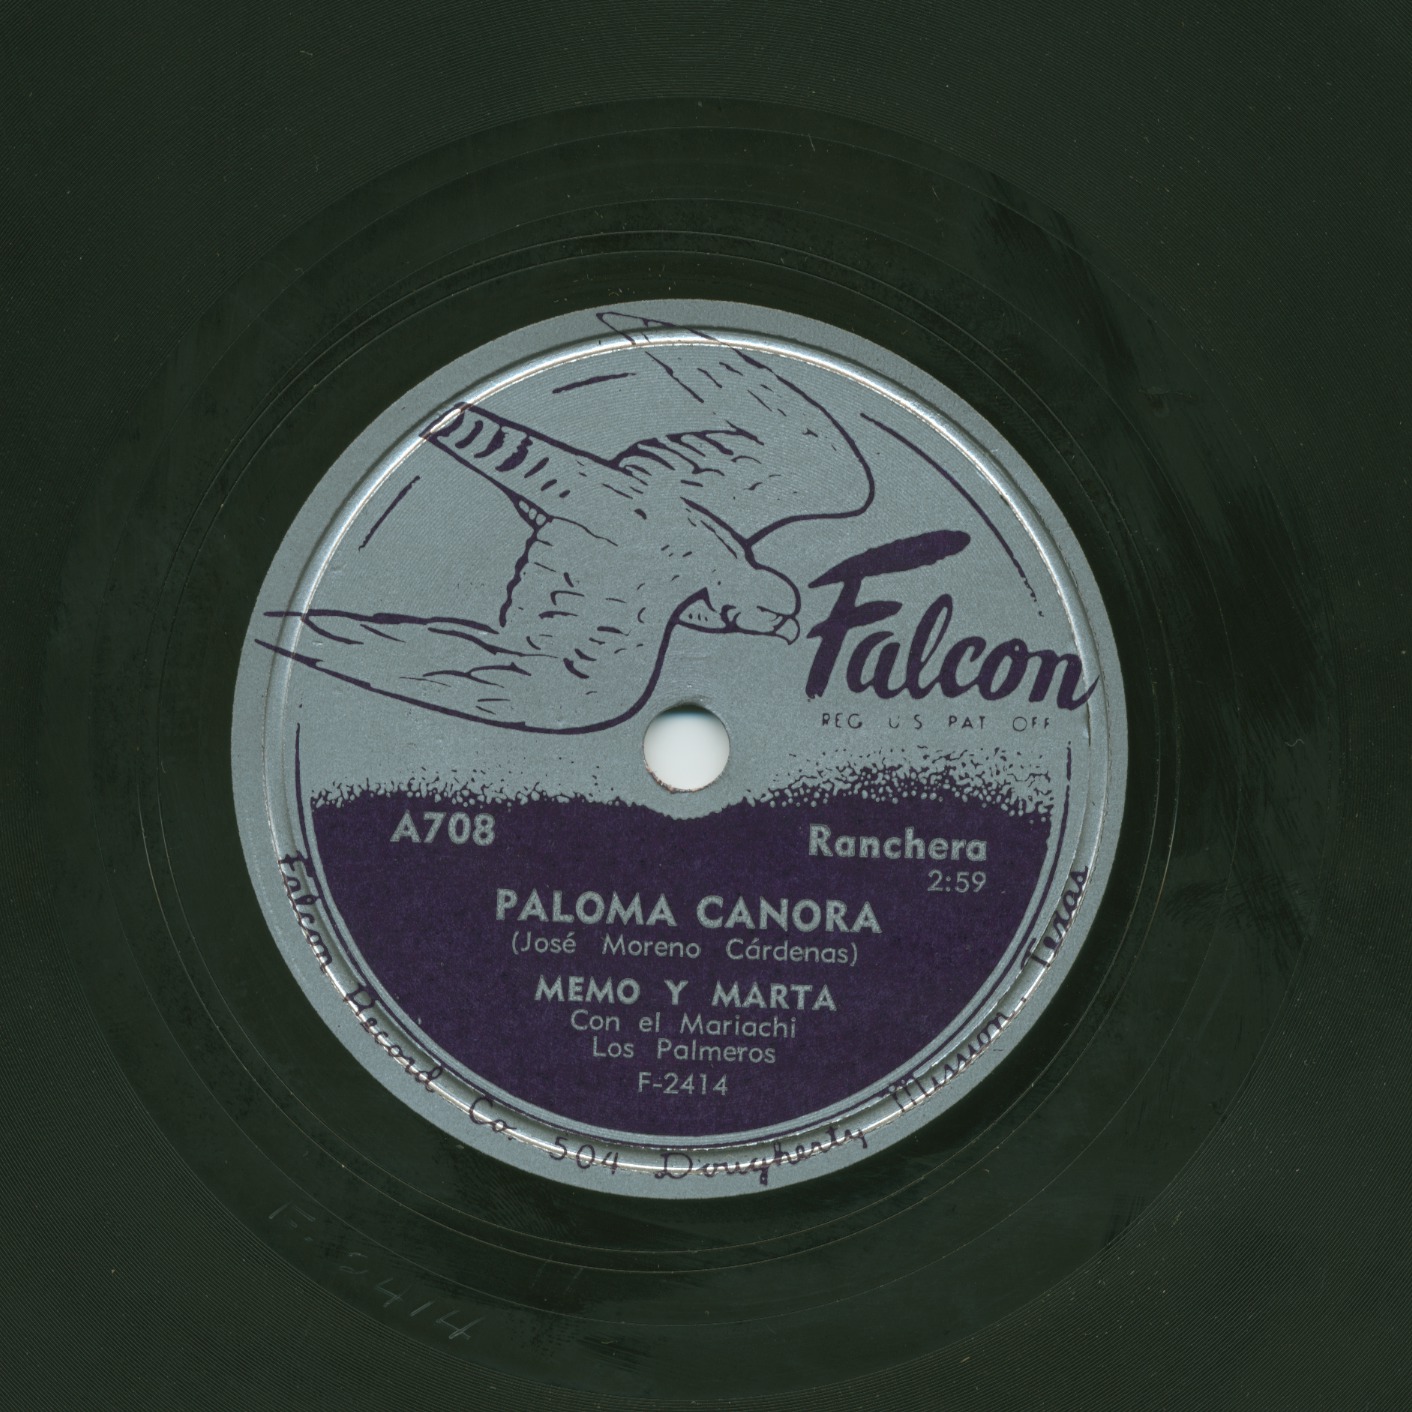 Falcon
REG U S PAT OFF
A708
Ranchera
2:59
PALOMA CANORA
(José Moreno Cárdenas)
MEMO Y MARTA
Con el Mariachi
Los Palmeros
F-2414
Falcon Record Co. 504 Dougherty Mission, Texas
F-2414